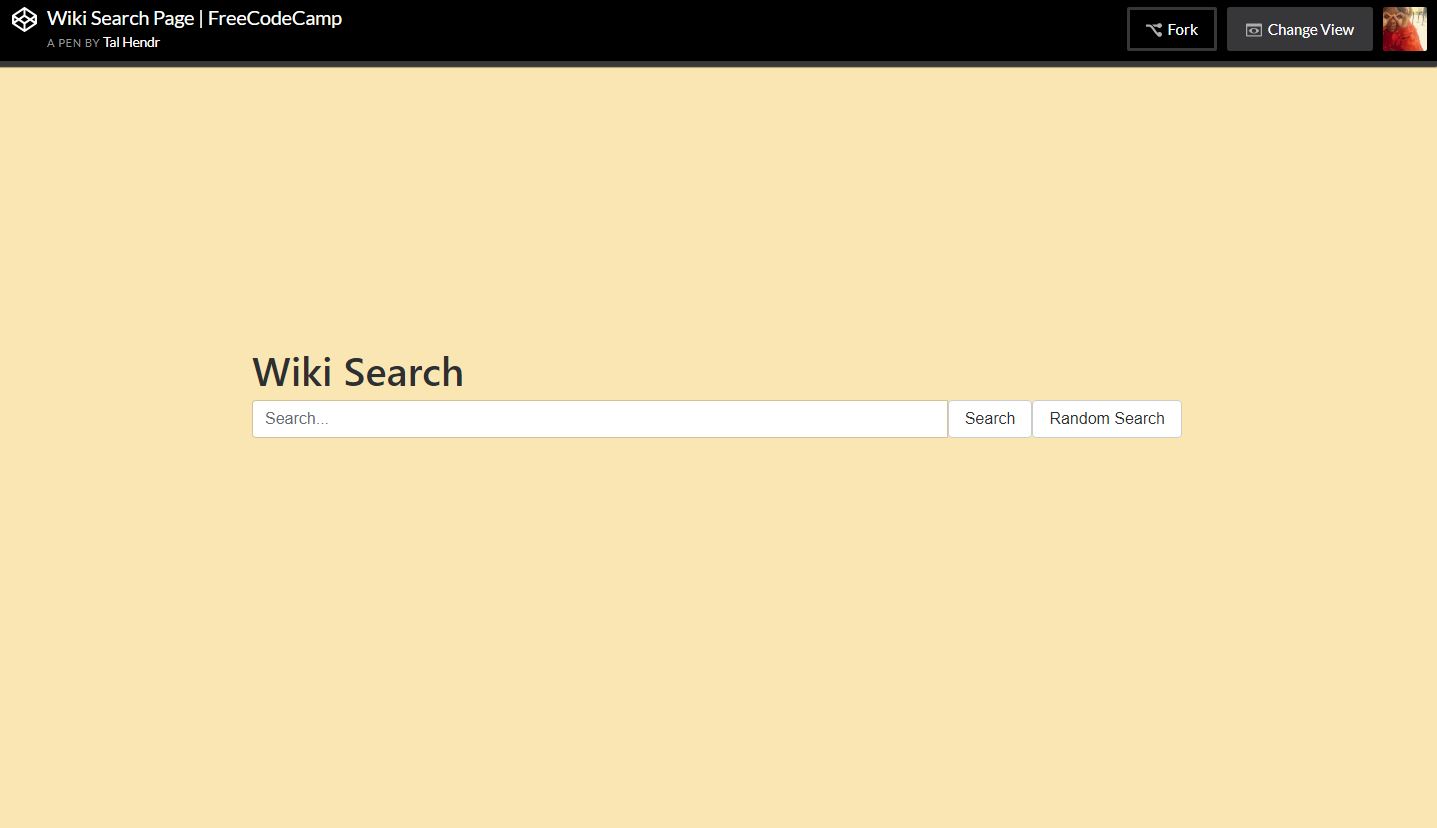 Wiki Search Page | FreeCodeCamp
A PEN BY Tal Hendr
Fork
Change View
Wiki Search
Search...
Search
Random Search